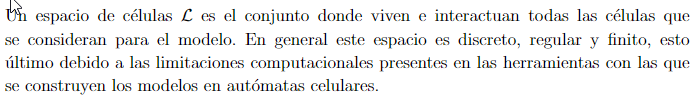 Un espacio de células ℒ es el conjunto donde viven e interactuan todas las células que
se consideran para el modelo. En general este espacio es discreto, regular y finito, esto
último debido a las limitaciones computacionales presentes en las herramientas con las que
se construyen los modelos en autómatas celulares.